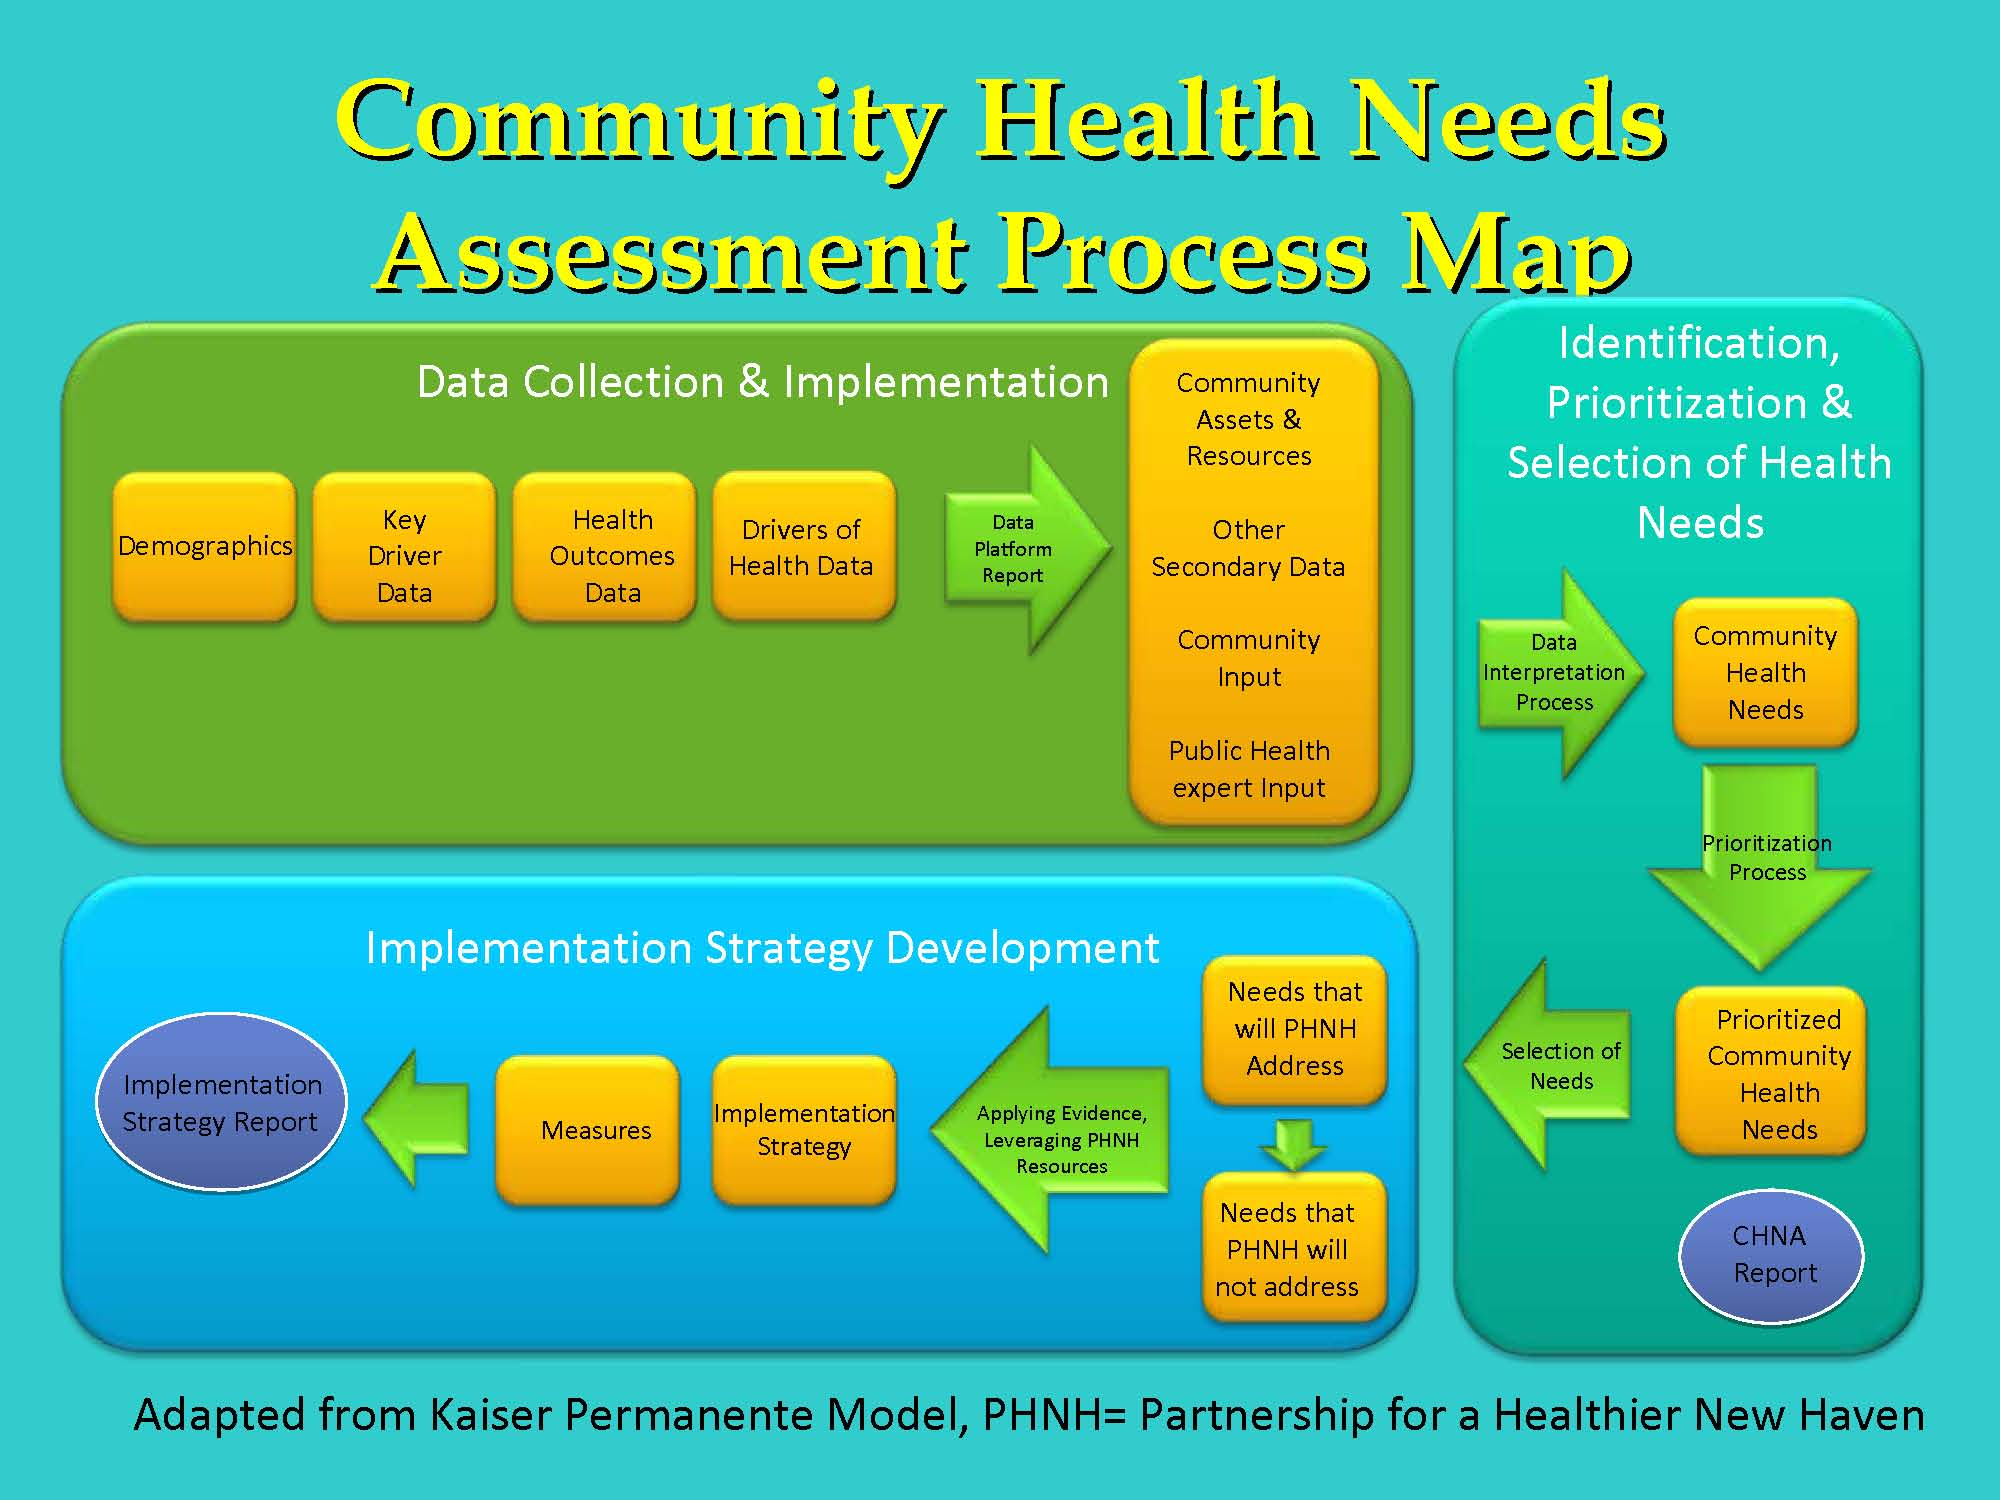 Community Health Needs
Assessment Process Map
Data Collection & Implementation
Demographics
Key
Driver
Data
Health
Outcomes
Data
Drivers of
Health Data
Data
Platform
Report
Community
Assets &
Resources
Other
Secondary Data
Community
Input
Public Health
expert Input
Identification,
Prioritization &
Selection of Health
Needs
Data
Interpretation
Process
Community
Health
Needs
Prioritization
Process
Prioritized
Community
Health
Needs
Selection of
Needs
CHNA
Report
Implementation Strategy Development
Needs that
will PHNH
Address
Needs that
PHNH will
not address
Applying Evidence,
Leveraging PHNH
Resources
Implementation
Strategy
Measures
Implementation
Strategy Report
Adapted from Kaiser Permanente Model, PHNH= Partnership for a Healthier New Haven